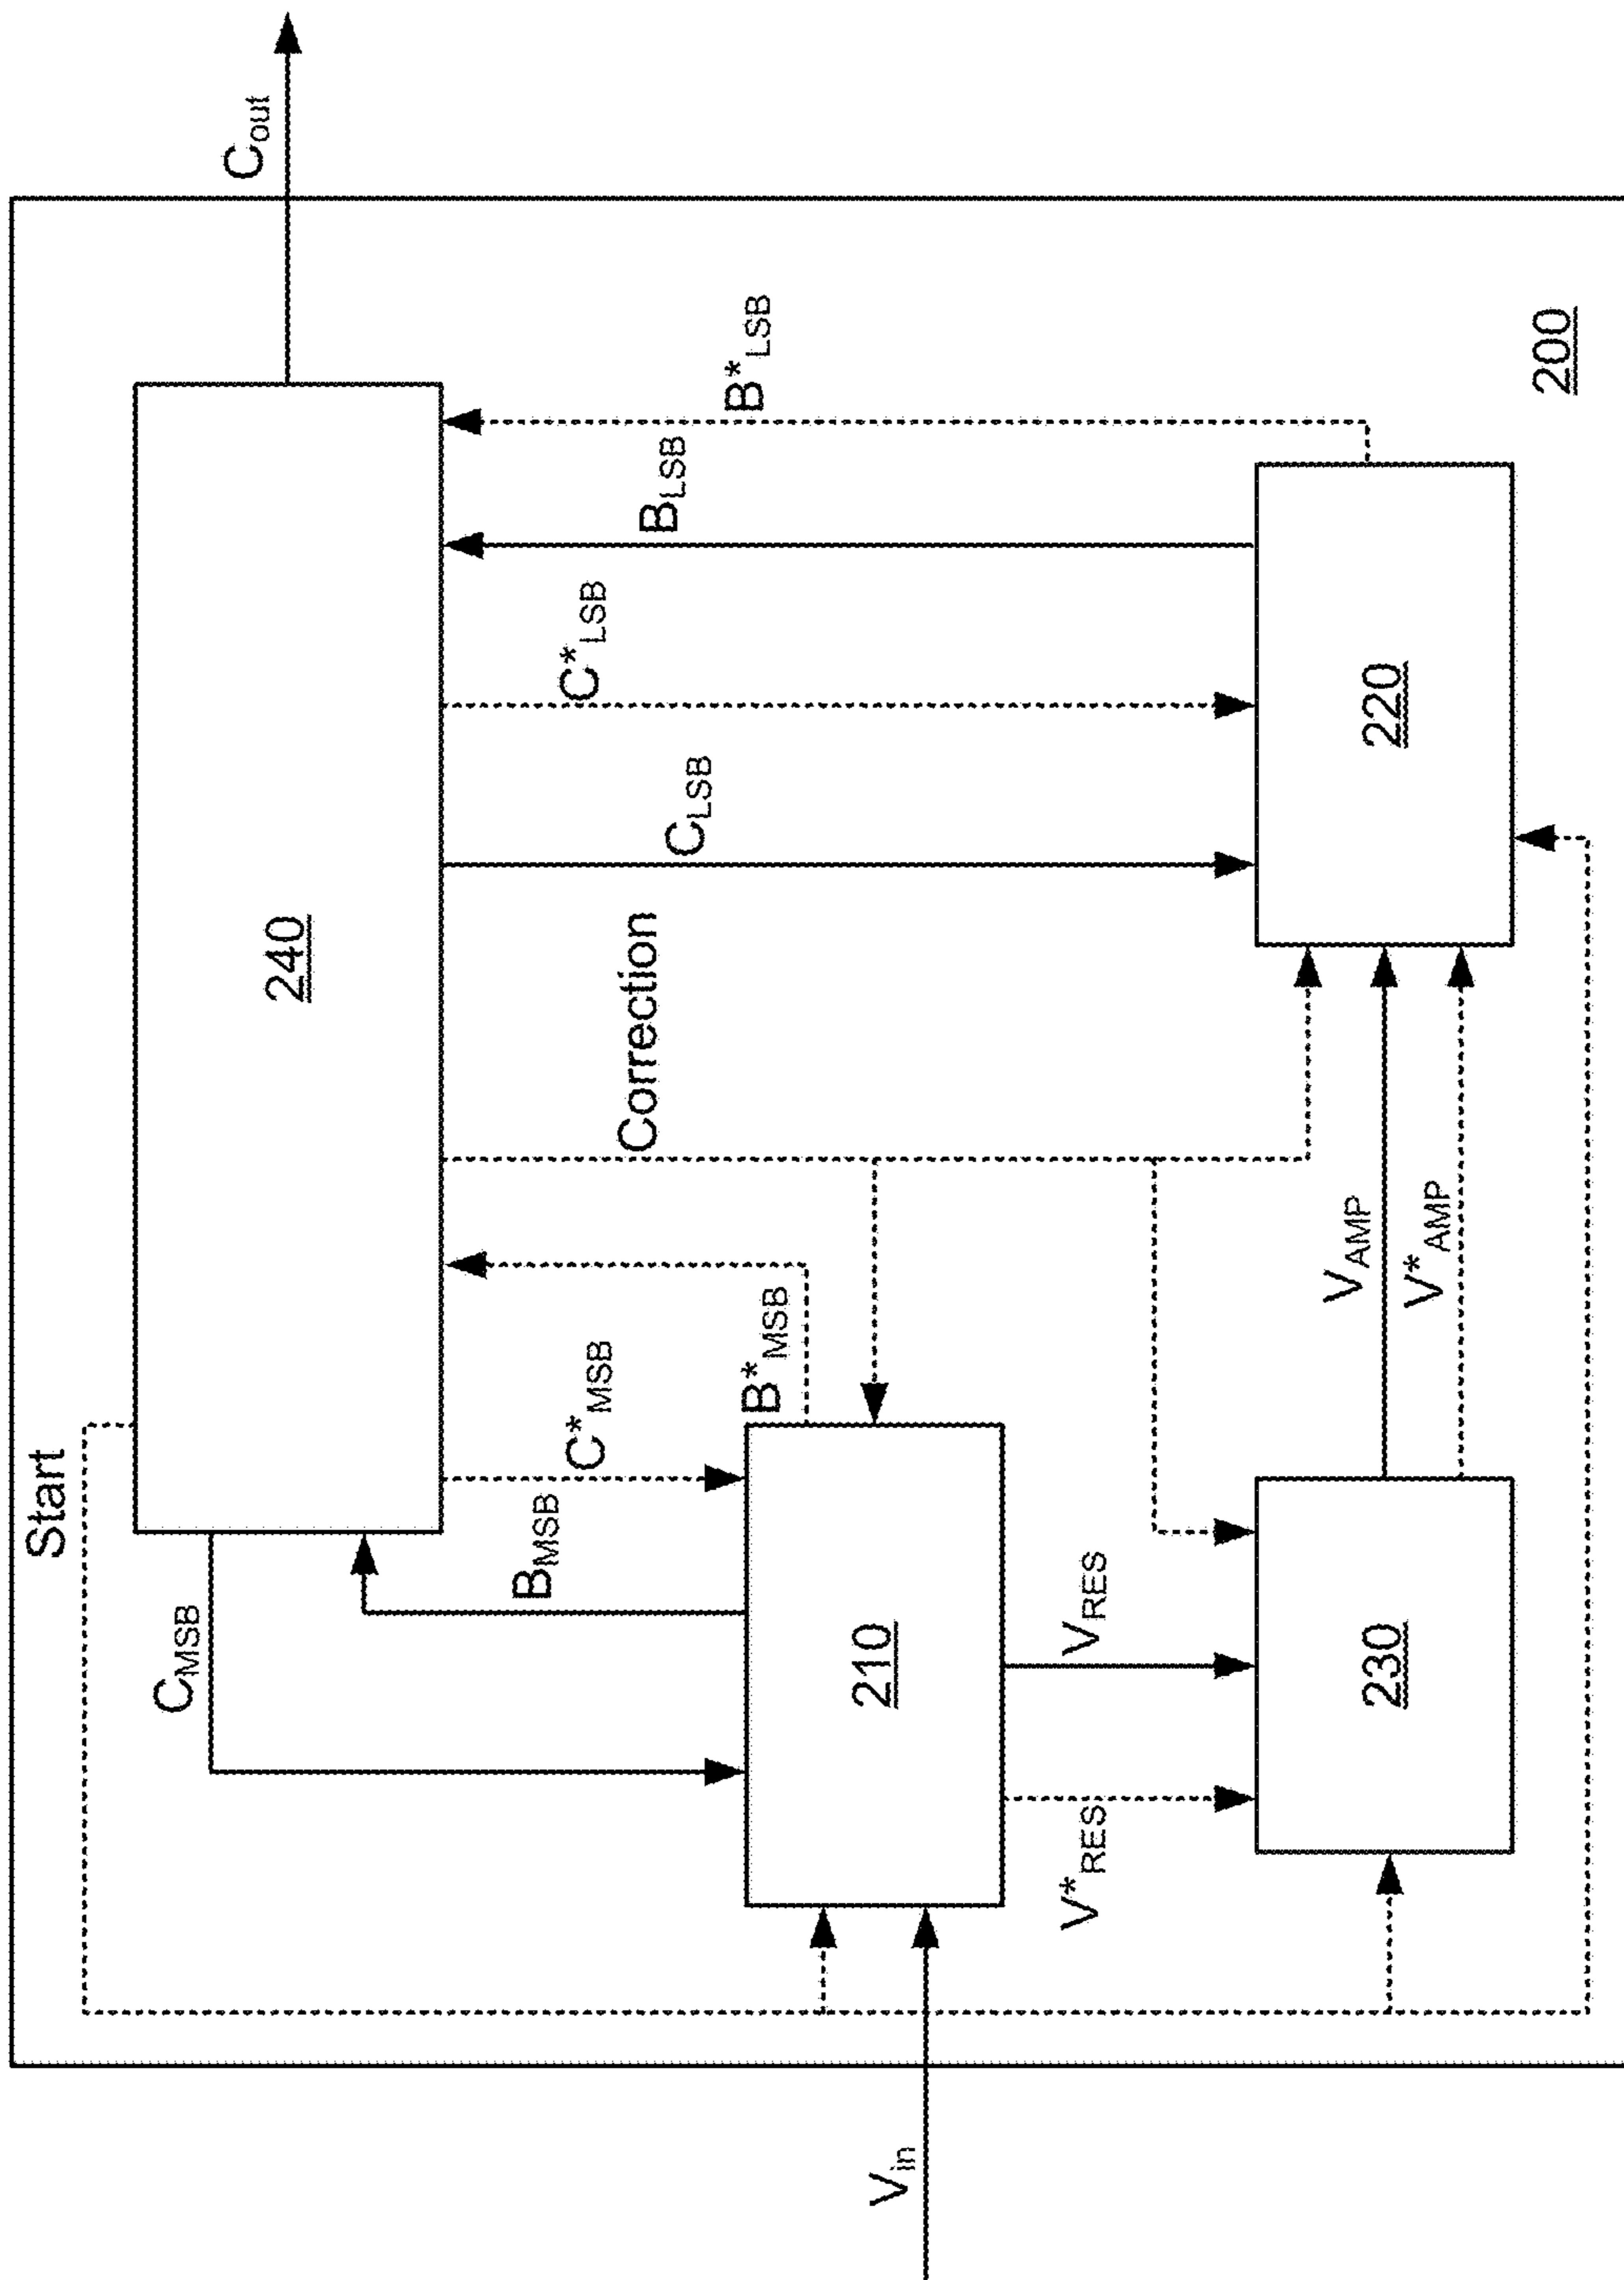 Start
C_MSB
240
C_out
B_MSB
C*_MSB
B*_MSB
Correction
C_LSB
C*_LSB
B_LSB
B*_LSB
V_in
210
V*_RES
V_RES
230
V_AMP
V*_AMP
220
200